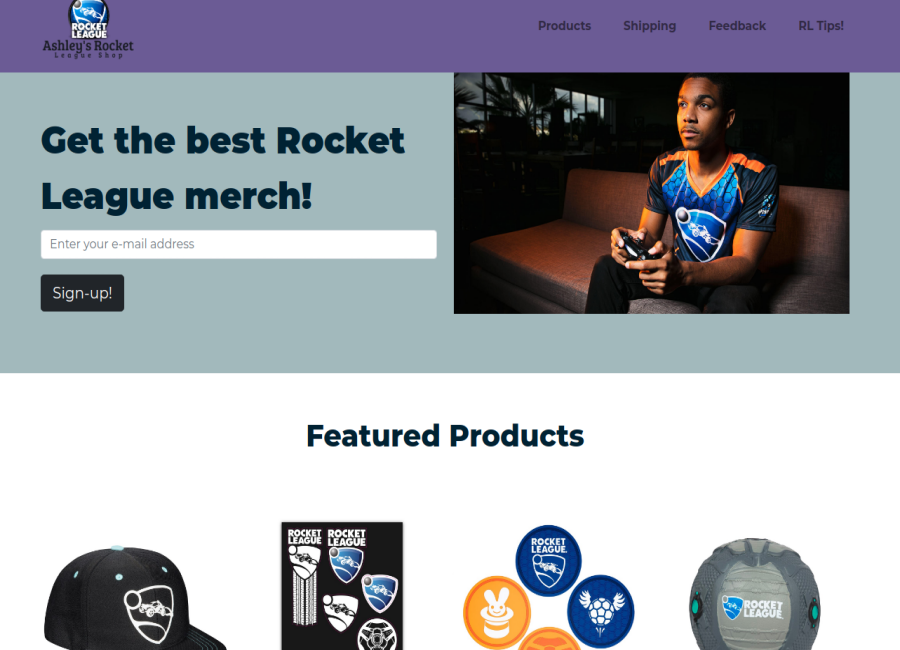 ROCKET
LEAGUE
Ashley's Rocket
League Shop
Products
Shipping
Feedback
RL Tips!
Get the best Rocket
League merch!
Enter your e-mail address
Sign-up!
Featured Products
ROCKET
LEAGUE
ROCKET
LEAGUE
ROCKET
LEAGUE
ROCKET
LEAGUE